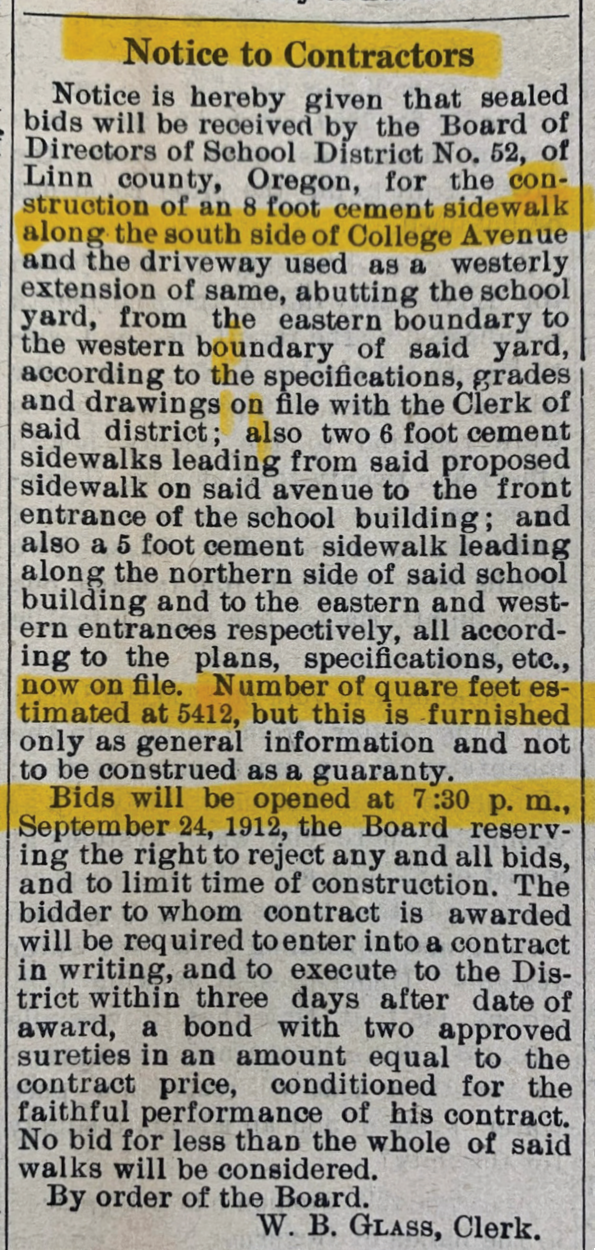 Notice to Contractors
Notice is hereby given that sealed
bids will be received by the Board of
Directors of School District No. 52, of
Linn county, Oregon, for the con-
struction of an 8 foot cement sidewalk
along the south side of College Avenue
and the driveway used as a westerly
extension of same, abutting the school
yard, from the eastern boundary to
the western boundary of said yard,
according to the specifications, grades
and drawings on file with the Clerk of
said district; also two 6 foot cement
sidewalks leading from said proposed
sidewalk on said avenue to the front
entrance of the school building; and
also a 5 foot cement sidewalk leading
along the northern side of said school
building and to the eastern and west-
ern entrances respectively, all accord-
ing to the plans, specifications, etc.,
now on file. Number of quare feet es-
timated at 5412, but this is furnished
only as general information and not
to be construed as a guaranty.
Bids will be opened at 7:30 p. m.,
September 24, 1912, the Board reserv-
ing the right to reject any and all bids,
and to limit time of construction. The
bidder to whom contract is awarded
will be required to enter into a contract
in writing, and to execute to the Dis-
trict within three days after date of
award, a bond with two approved
sureties in an amount equal to the
contract price, conditioned for the
faithful performance of his contract.
No bid for less than the whole of said
walks will be considered.
By order of the Board.
W. B. GLASS, Clerk.